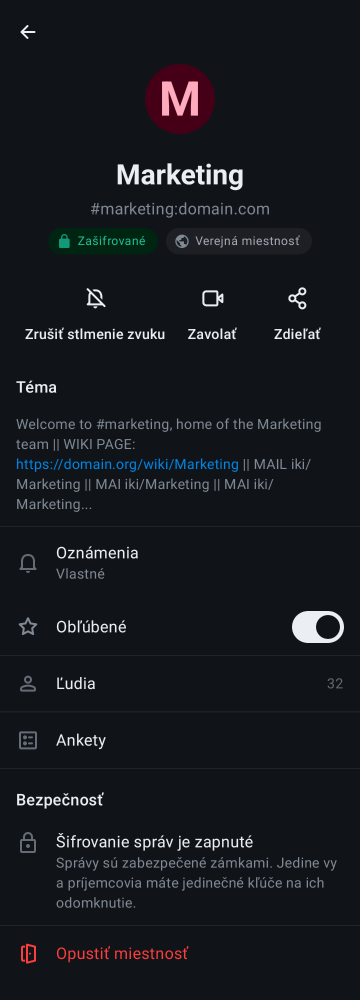 M
Marketing
#marketing:domain.com
Zašifrované
Verejná miestnosť
Zrušiť stlmenie zvuku
Zavolať
Zdieľať
Téma
Welcome to #marketing, home of the Marketing
team || WIKI PAGE:
https://domain.org/wiki/Marketing || MAIL iki/
Marketing || MAI iki/Marketing || MAI iki/
Marketing...
Oznámenia
Vlastné
Obľúbené
Ľudia 32
Ankety
Bezpečnosť
Šifrovanie správ je zapnuté
Správy sú zabezpečené zámkami. Jedine vy
a príjemcovia máte jedinečné kľúče na ich
odomknutie.
Opustiť miestnosť